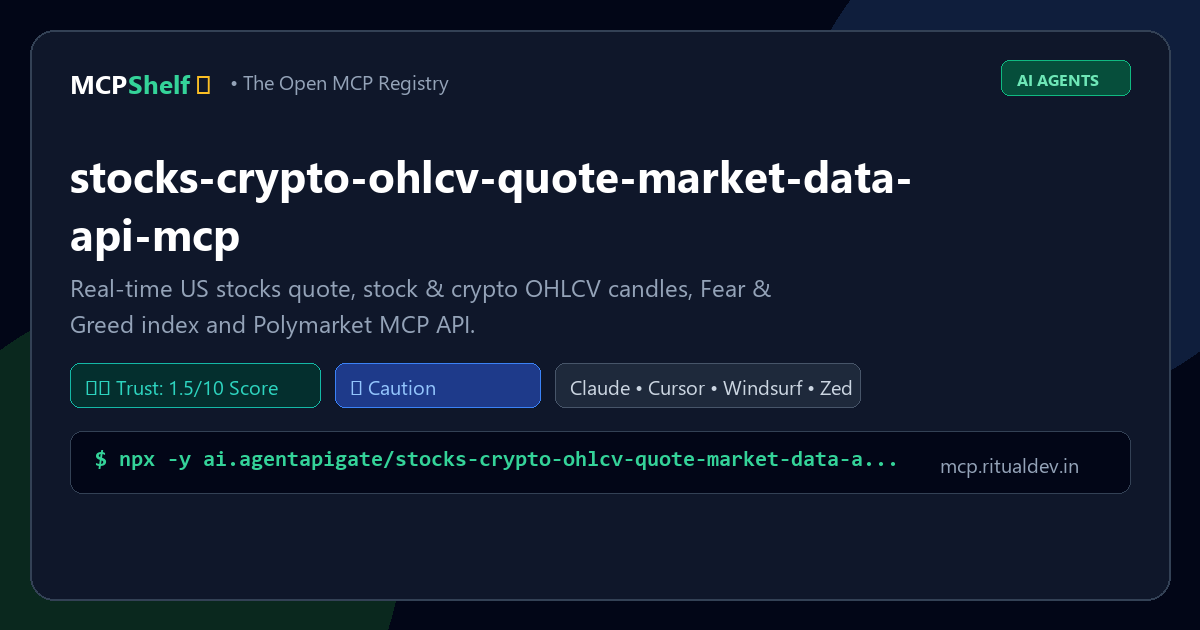 MCPShelf • The Open MCP Registry
AI AGENTS
stocks-crypto-ohlcv-quote-market-data-
api-mcp
Real-time US stocks quote, stock & crypto OHLCV candles, Fear &
Greed index and Polymarket MCP API.
Trust: 1.5/10 Score
Caution
Claude • Cursor • Windsurf • Zed
$ npx -y ai.agentapigate/stocks-crypto-ohlcv-quote-market-data-a...
mcp.ritualdev.in